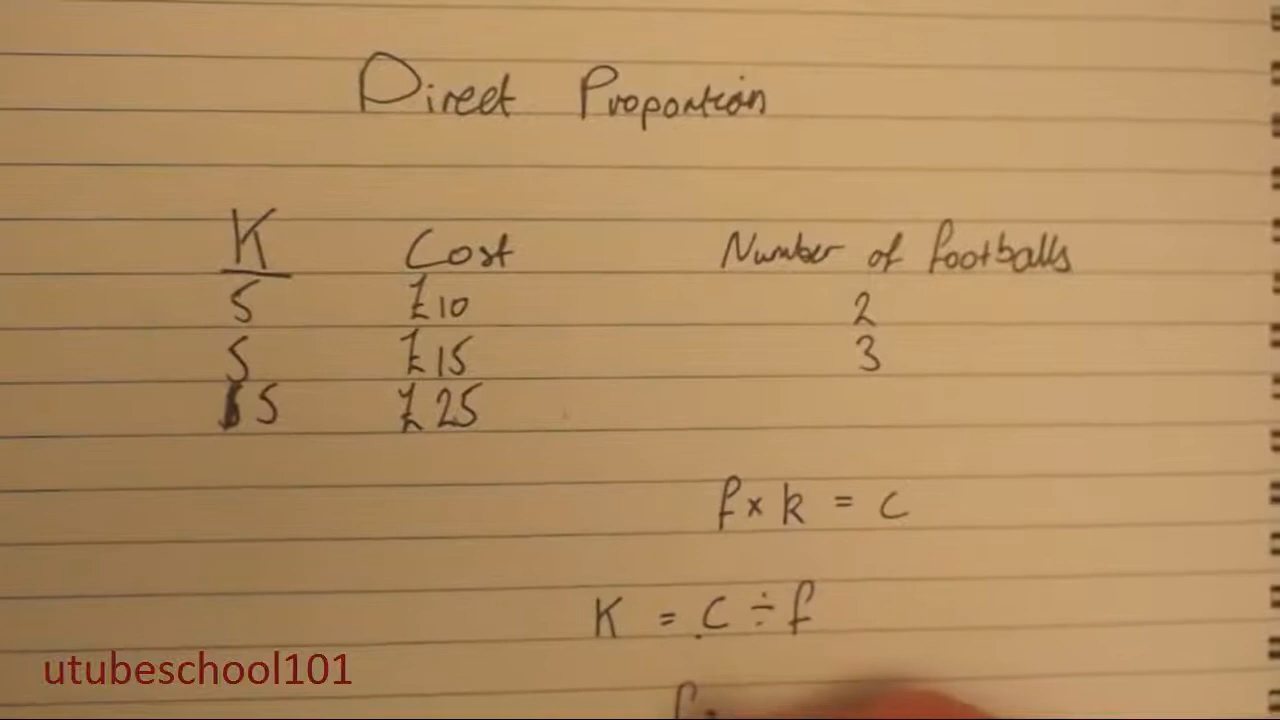 Direct Proportion
K Cost Number of footballs
5 £10 2
5 £15 3
5 £25
f × k = c
K = c ÷ f
f
utubeschool101